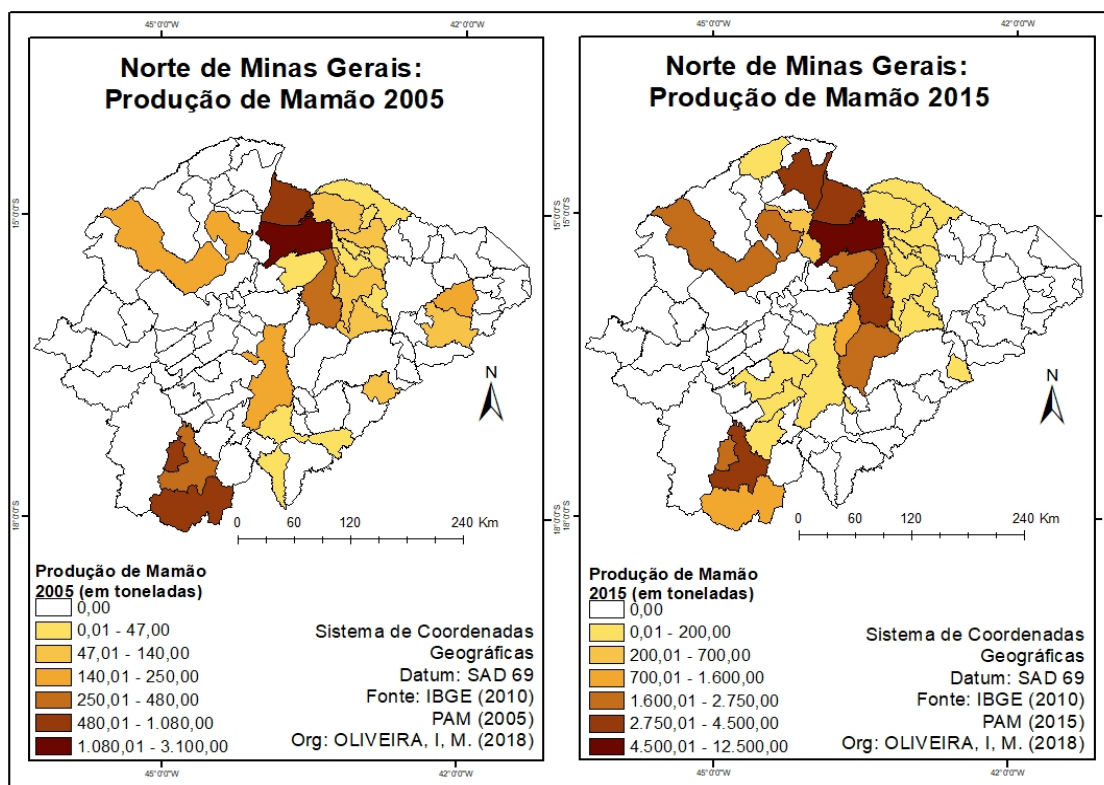 45°0'0"W
42°0'0"W
Norte de Minas Gerais:
Produção de Mamão 2005
15°0'0"S
N
18°0'0"S
0 60 120 240 Km
Produção de Mamão
2005 (em toneladas)
0,00
0,01 - 47,00
47,01 - 140,00
140,01 - 250,00
250,01 - 480,00
480,01 - 1.080,00
1.080,01 - 3.100,00
Sistema de Coordenadas
Geográficas
Datum: SAD 69
Fonte: IBGE (2010)
PAM (2005)
Org: OLIVEIRA, I, M. (2018)
45°0'0"W
42°0'0"W
45°0'0"W
42°0'0"W
Norte de Minas Gerais:
Produção de Mamão 2015
15°0'0"S
N
18°0'0"S
0 30 60 120 180 240 Km
Produção de Mamão
2015 (em toneladas)
0,00
0,01 - 200,00
200,01 - 700,00
700,01 - 1.600,00
1.600,01 - 2.750,00
2.750,01 - 4.500,00
4.500,01 - 12.500,00
Sistema de Coordenadas
Geográficas
Datum: SAD 69
Fonte: IBGE (2010)
PAM (2015)
Org: OLIVEIRA, I, M. (2018)
45°0'0"W
42°0'0"W